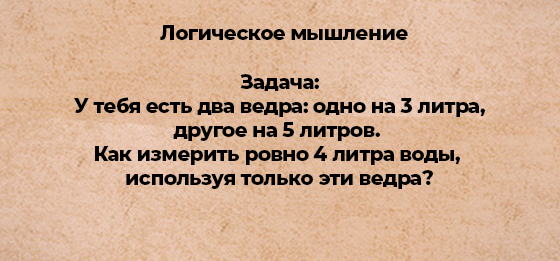 Логическое мышление
Задача:
У тебя есть два ведра: одно на 3 литра,
другое на 5 литров.
Как измерить ровно 4 литра воды,
используя только эти ведра?